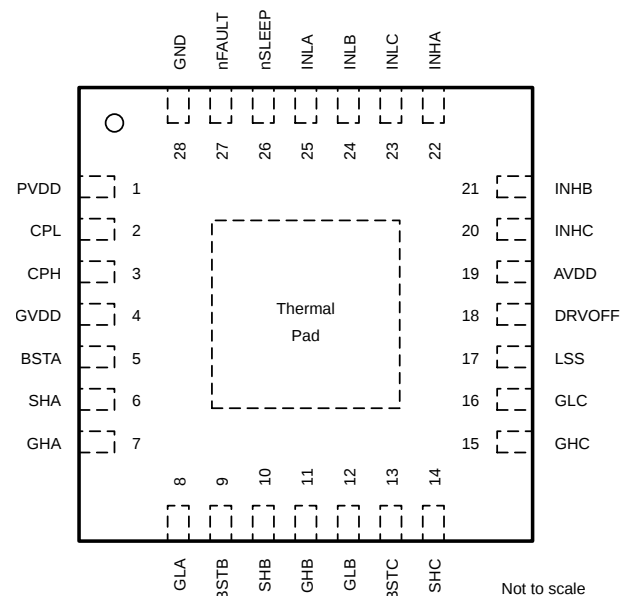 GND
nFAULT
nSLEEP
INLA
INLB
INLC
INHA
28
27
26
25
24
23
22
PVDD 1
CPL 2
CPH 3
GVDD 4
BSTA 5
SHA 6
GHA 7
21 INHB
20 INHC
19 AVDD
18 DRVOFF
17 LSS
16 GLC
15 GHC
Thermal
Pad
8
9
10
11
12
13
14
GLA
BSTB
SHB
GHB
GLB
BSTC
SHC
Not to scale